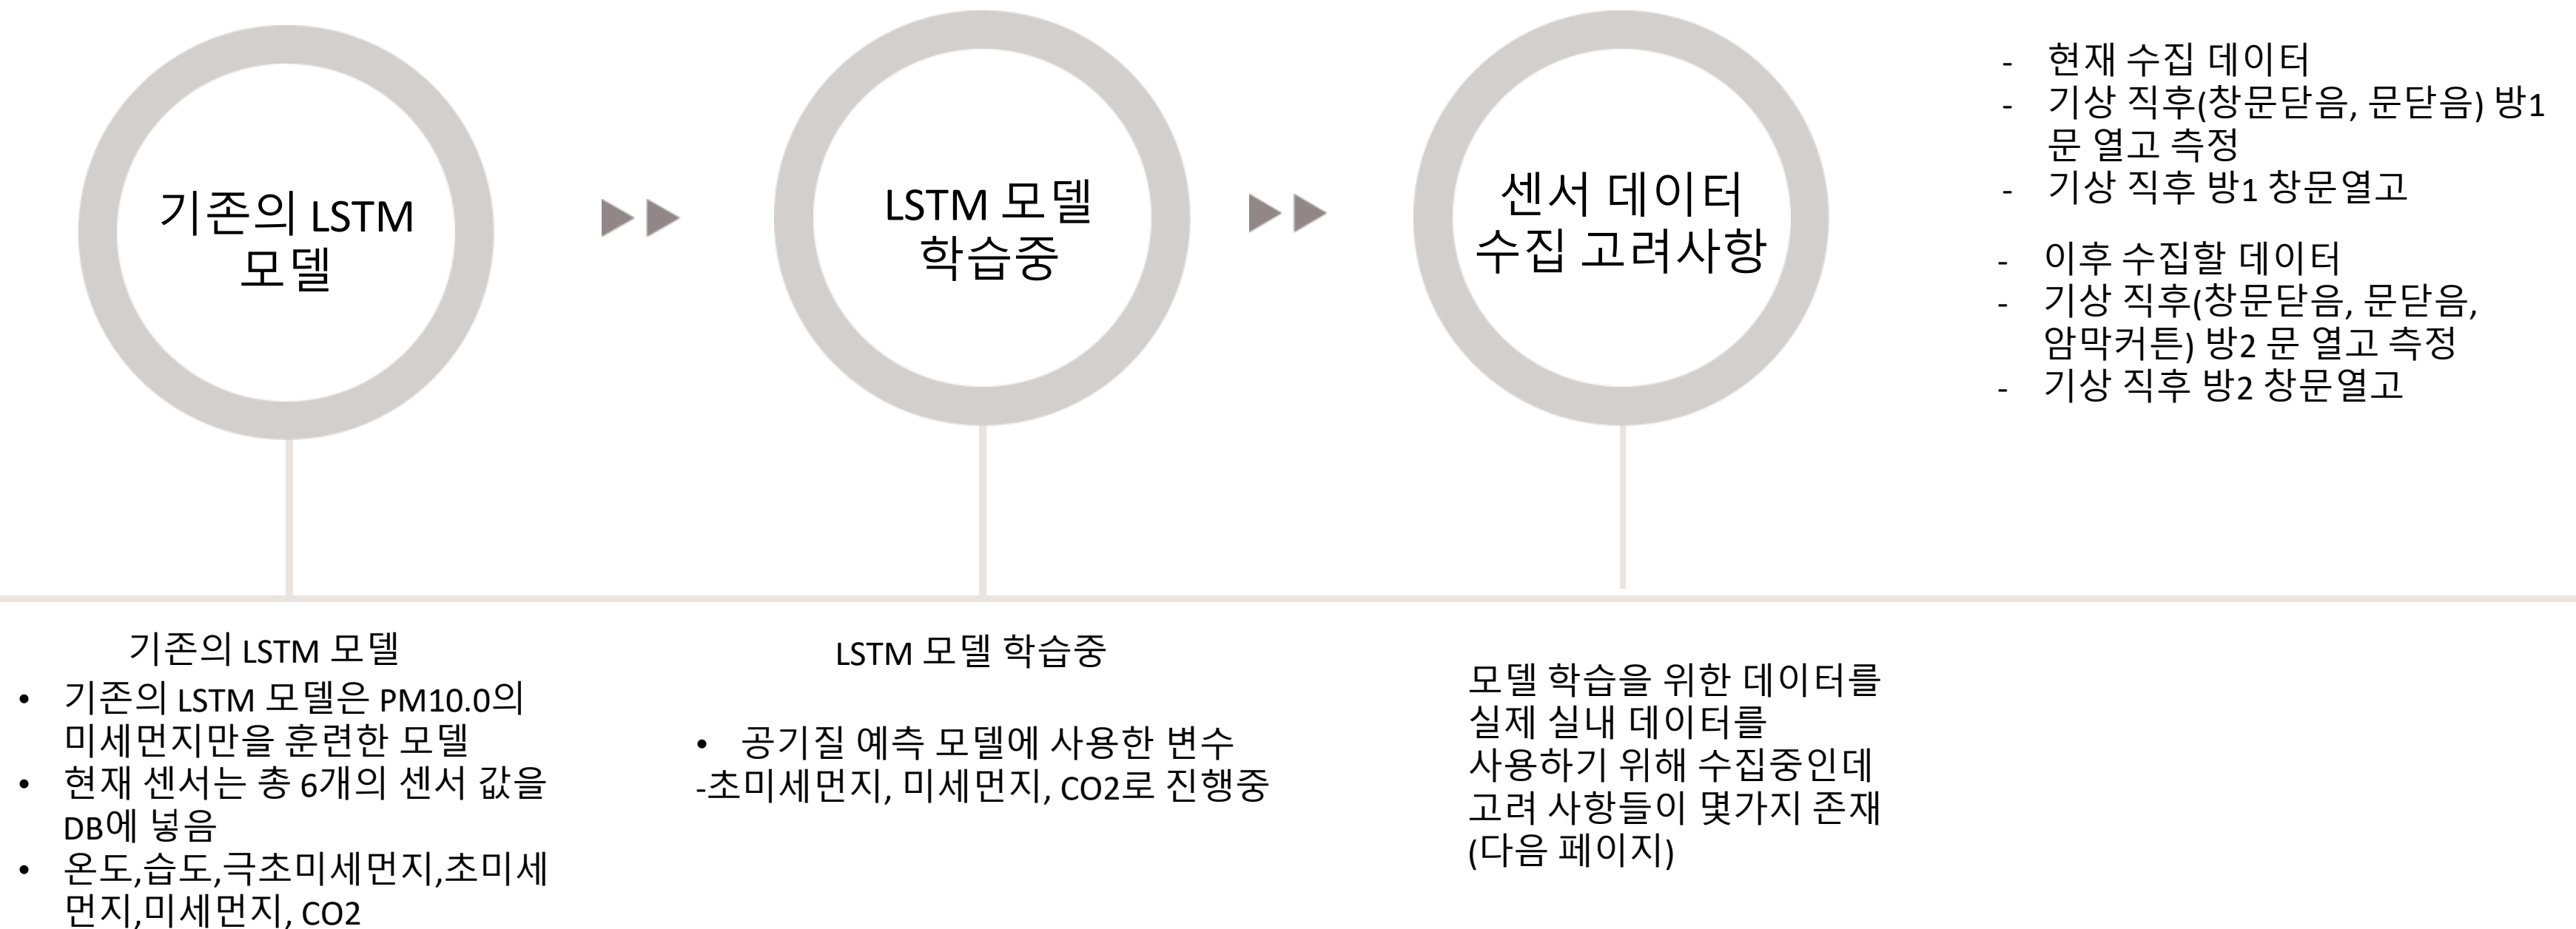 기존의 LSTM
모델
LSTM 모델
학습중
센서 데이터
수집 고려사항
- 현재 수집 데이터
- 기상 직후(창문닫음, 문닫음) 방1
문 열고 측정
- 기상 직후 방1 창문열고
- 이후 수집할 데이터
- 기상 직후(창문닫음, 문닫음,
암막커튼) 방2 문 열고 측정
- 기상 직후 방2 창문열고
기존의 LSTM 모델
• 기존의 LSTM 모델은 PM10.0의
미세먼지만을 훈련한 모델
• 현재 센서는 총 6개의 센서 값을
DB에 넣음
• 온도,습도,극초미세먼지,초미세
먼지,미세먼지, CO2
LSTM 모델 학습중
• 공기질 예측 모델에 사용한 변수
-초미세먼지, 미세먼지, CO2로 진행중
모델 학습을 위한 데이터를
실제 실내 데이터를
사용하기 위해 수집중인데
고려 사항들이 몇가지 존재
(다음 페이지)